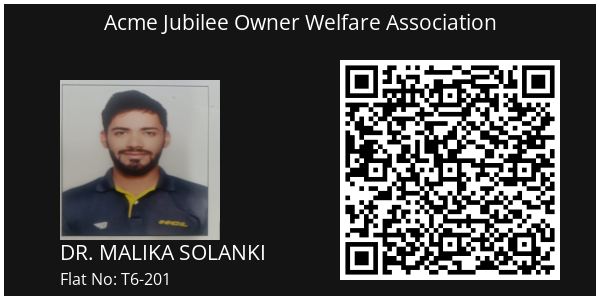 Acme Jubilee Owner Welfare Association
DR. MALIKA SOLANKI
Flat No: T6-201